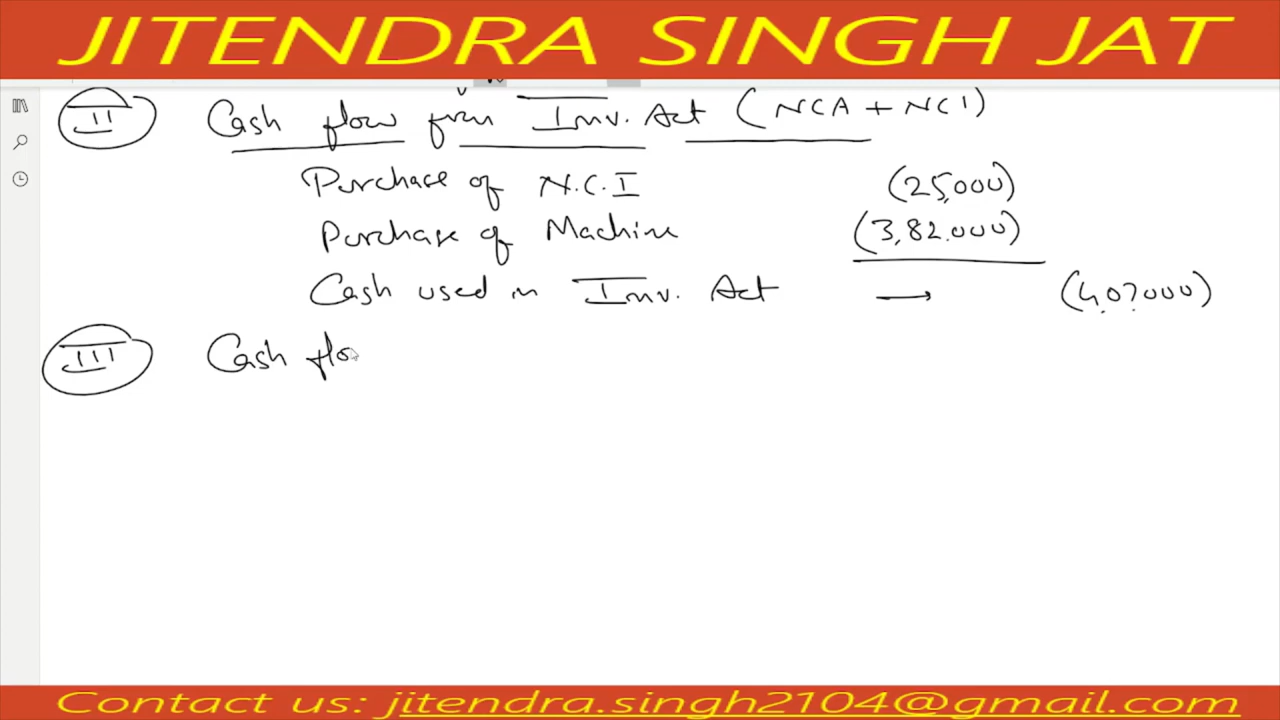 JITENDRA SINGH JAT
II Cash flow from Inv. Act (NCA + NCI)
Purchase of N.C.I (25,000)
Purchase of Machine (3,82.000)
Cash used in Inv. Act → (4,07.000)
III Cash flo
Contact us: jitendra.singh2104@gmail.com